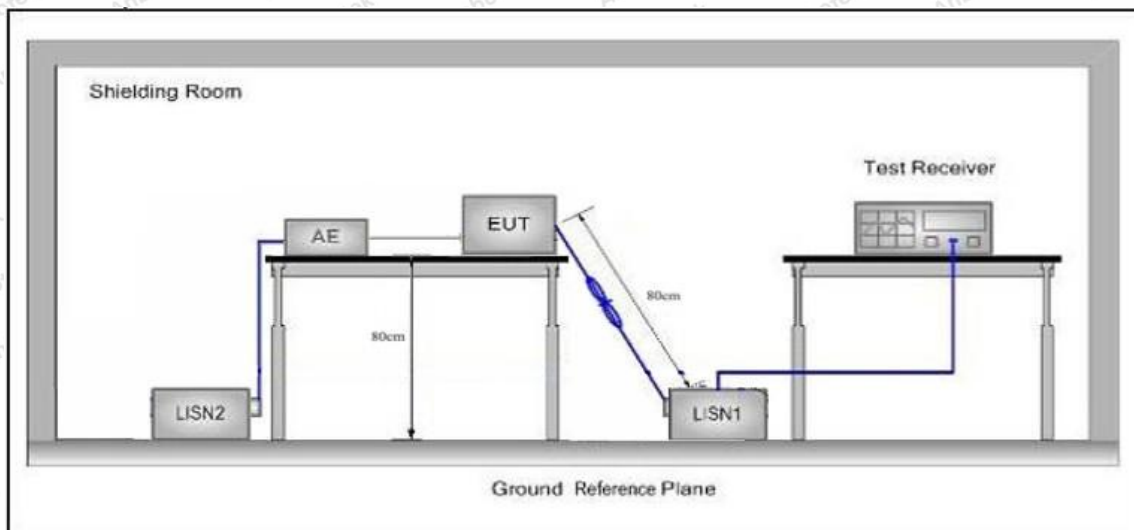 Shielding Room
Test Receiver
EUT
AE
80cm
80cm
LISN2
LISN1
Ground Reference Plane